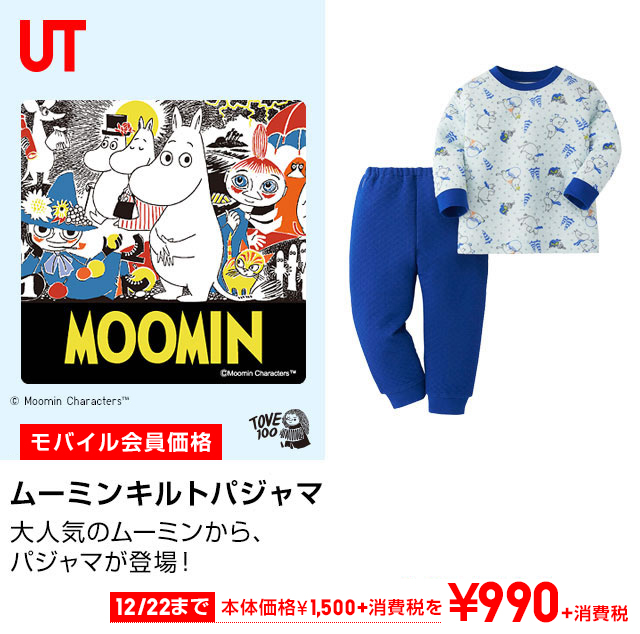 UT
MOOMIN
©Moomin Characters™
© Moomin Characters™
TOVE
100
モバイル会員価格
ムーミンキルトパジャマ
大人気のムーミンから、
パジャマが登場！
12/22まで 本体価格¥1,500+消費税を ¥990+消費税